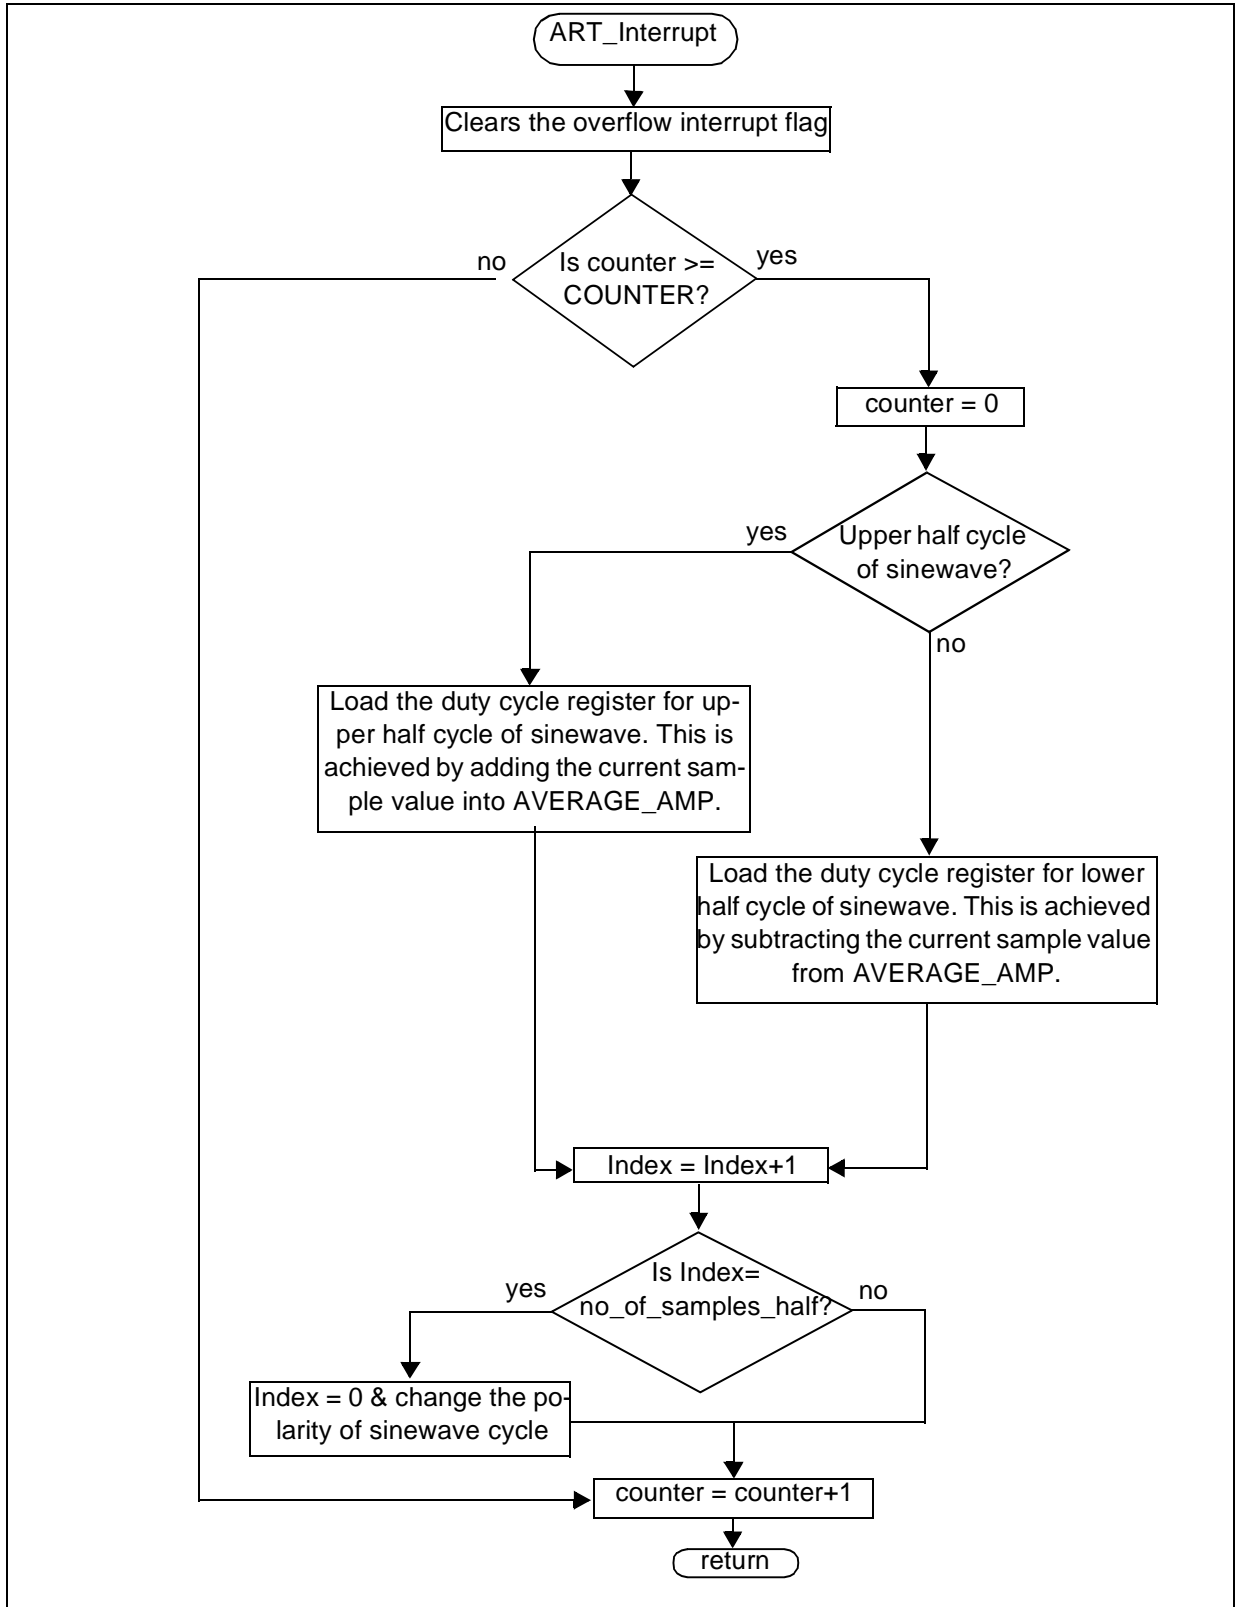 ART_Interrupt
Clears the overflow interrupt flag
no
yes
Is counter >=
COUNTER?
counter = 0
yes
Upper half cycle
of sinewave?
no
Load the duty cycle register for up-
per half cycle of sinewave. This is
achieved by adding the current sam-
ple value into AVERAGE_AMP.
Load the duty cycle register for lower
half cycle of sinewave. This is achieved
by subtracting the current sample value
from AVERAGE_AMP.
Index = Index+1
yes
Is Index=
no_of_samples_half?
no
Index = 0 & change the po-
larity of sinewave cycle
counter = counter+1
return